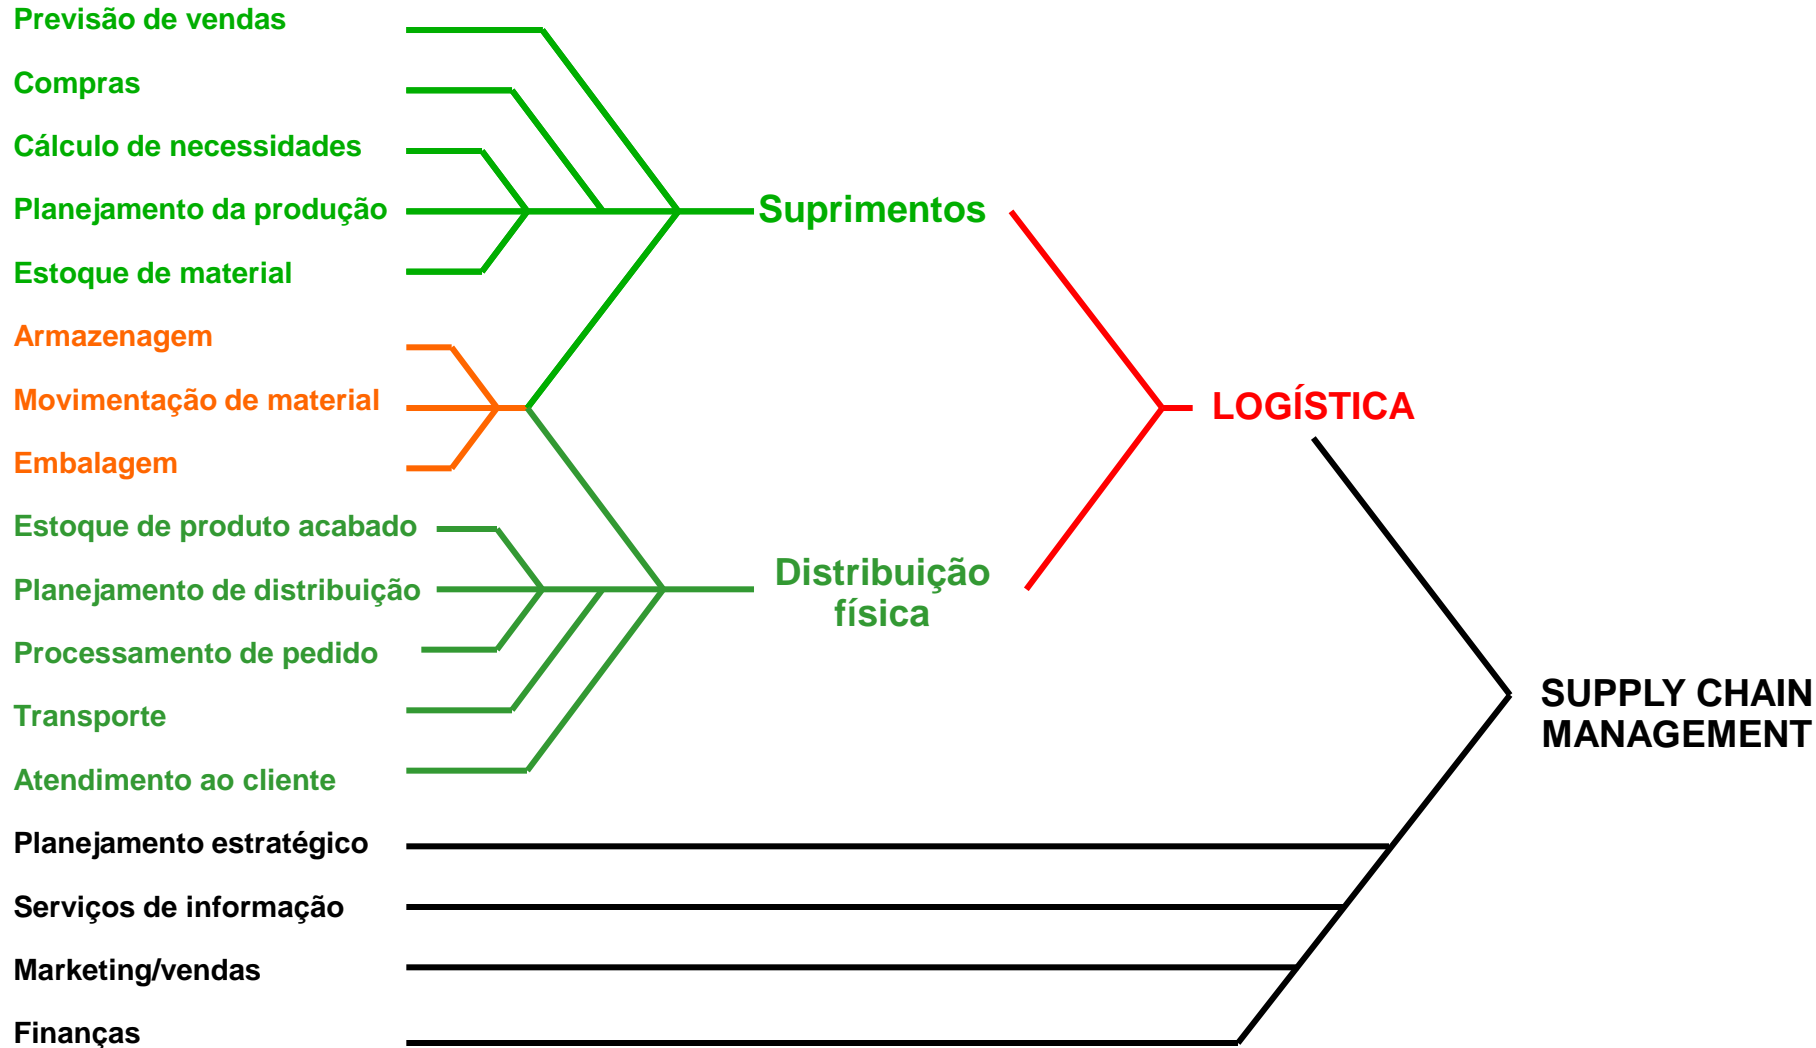 Previsão de vendas
Compras
Cálculo de necessidades
Planejamento da produção
Estoque de material
Armazenagem
Movimentação de material
Embalagem
Estoque de produto acabado
Planejamento de distribuição
Processamento de pedido
Transporte
Atendimento ao cliente
Planejamento estratégico
Serviços de informação
Marketing/vendas
Finanças
Suprimentos
Distribuição
física
LOGÍSTICA
SUPPLY CHAIN
MANAGEMENT